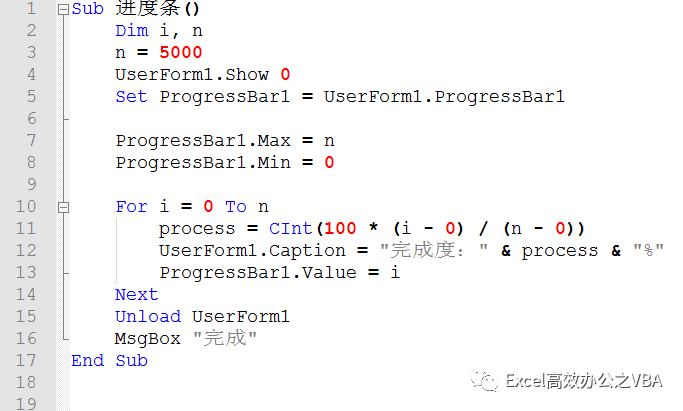 1 Sub 进度条()
2 Dim i, n
3 n = 5000
4 UserForm1.Show 0
5 Set ProgressBar1 = UserForm1.ProgressBar1
6
7 ProgressBar1.Max = n
8 ProgressBar1.Min = 0
9
10 For i = 0 To n
11 process = CInt(100 * (i - 0) / (n - 0))
12 UserForm1.Caption = "完成度：" & process & "%"
13 ProgressBar1.Value = i
14 Next
15 Unload UserForm1
16 MsgBox "完成"
17 End Sub
18 Excel高效办公之VBA
19